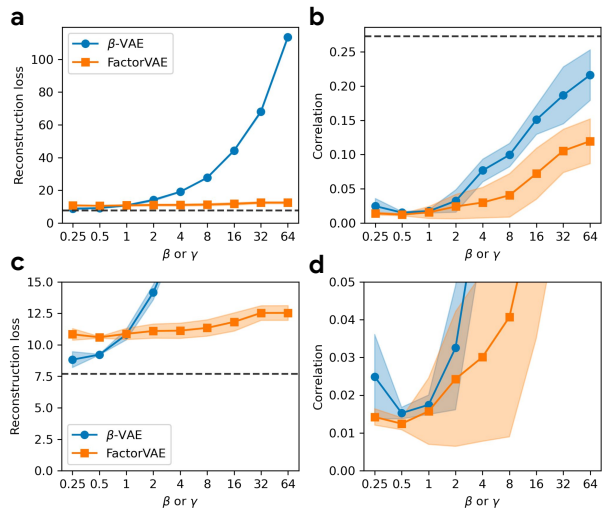 a
Reconstruction loss
100
80
60
40
20
0
β-VAE
FactorVAE
0.25 0.5 1 2 4 8 16 32 64
β or γ
b
Correlation
0.25
0.20
0.15
0.10
0.05
0.00
0.25 0.5 1 2 4 8 16 32 64
β or γ
c
Reconstruction loss
15.0
12.5
10.0
7.5
5.0
2.5
0.0
β-VAE
FactorVAE
0.25 0.5 1 2 4 8 16 32 64
β or γ
d
Correlation
0.05
0.04
0.03
0.02
0.01
0.00
0.25 0.5 1 2 4 8 16 32 64
β or γ